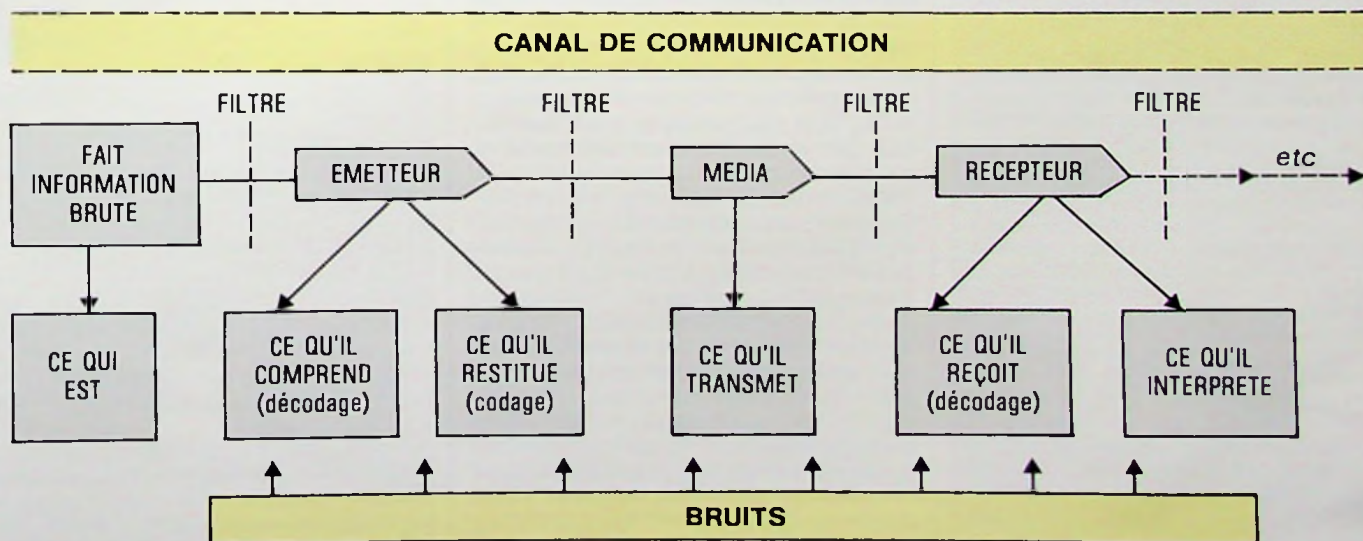 CANAL DE COMMUNICATION
FILTRE
FILTRE
FILTRE
FILTRE
FAIT
INFORMATION
BRUTE
EMETTEUR
MEDIA
RECEPTEUR
etc
CE QUI
EST
CE QU'IL
COMPREND
(décodage)
CE QU'IL
RESTITUE
(codage)
CE QU'IL
TRANSMET
CE QU'IL
REÇOIT
(décodage)
CE QU'IL
INTERPRETE
BRUITS